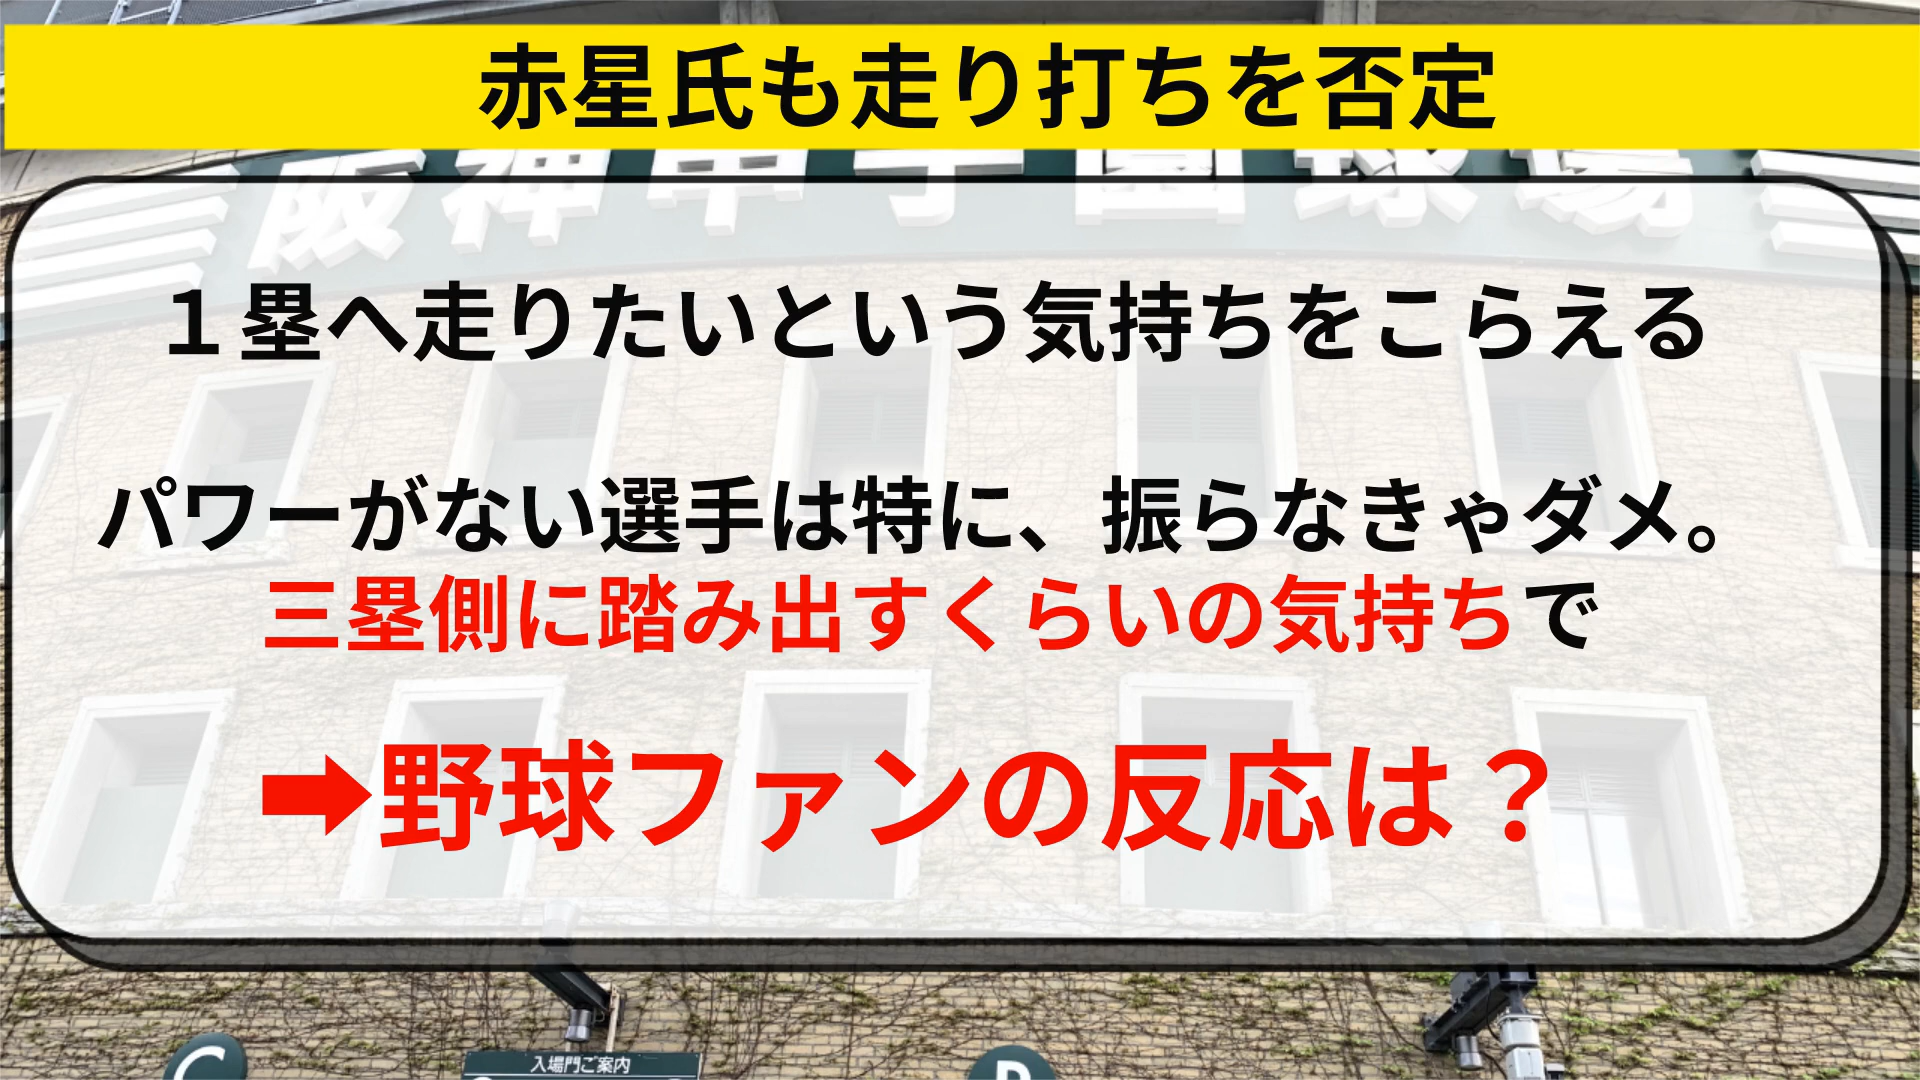 赤星氏も走り打ちを否定
阪神甲子園球場
１塁へ走りたいという気持ちをこらえる
パワーがない選手は特に、振らなきゃダメ。
三塁側に踏み出すくらいの気持ちで
➡野球ファンの反応は？
C
入場門ご案内